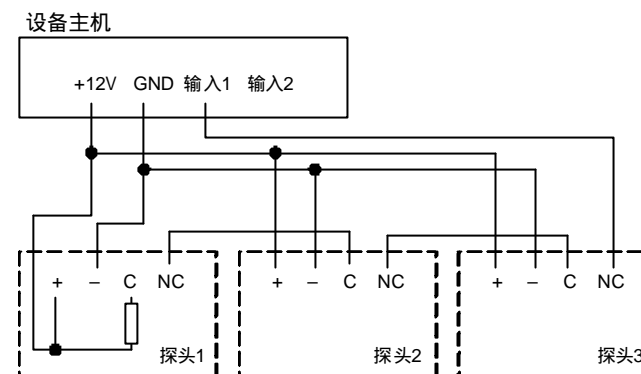 设备主机
+12V GND 输入1 输入2
+ – C NC + – C NC + – C NC
探头1 探头2 探头3